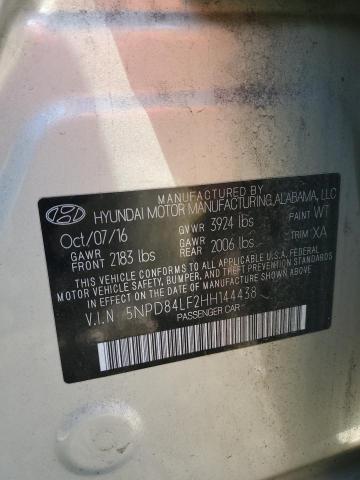 MANUFACTURED BY
HYUNDAI MOTOR MANUFACTURING ALABAMA, LLC
Oct/07/16 GVWR 3924 lbs PAINT WT
GAWR FRONT 2183 lbs GAWR REAR 2006 lbs TRIM XA
THIS VEHICLE CONFORMS TO ALL APPLICABLE U.S.A. FEDERAL
MOTOR VEHICLE SAFETY, BUMPER, AND THEFT PREVENTION STANDARDS
IN EFFECT ON THE DATE OF MANUFACTURE SHOWN ABOVE.
V.I.N 5NPD84LF2HH144438
PASSENGER CAR